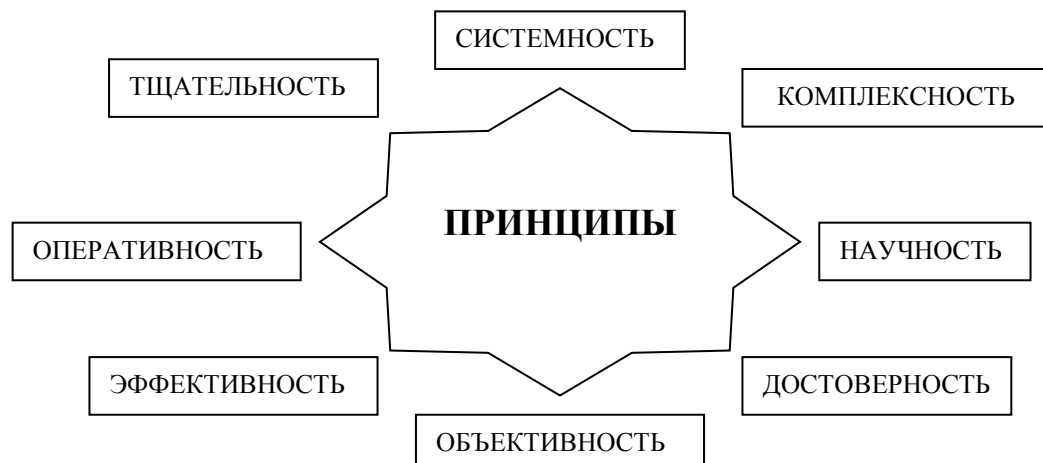 СИСТЕМНОСТЬ
ТЩАТЕЛЬНОСТЬ
КОМПЛЕКСНОСТЬ
ПРИНЦИПЫ
ОПЕРАТИВНОСТЬ
НАУЧНОСТЬ
ЭФФЕКТИВНОСТЬ
ДОСТОВЕРНОСТЬ
ОБЪЕКТИВНОСТЬ